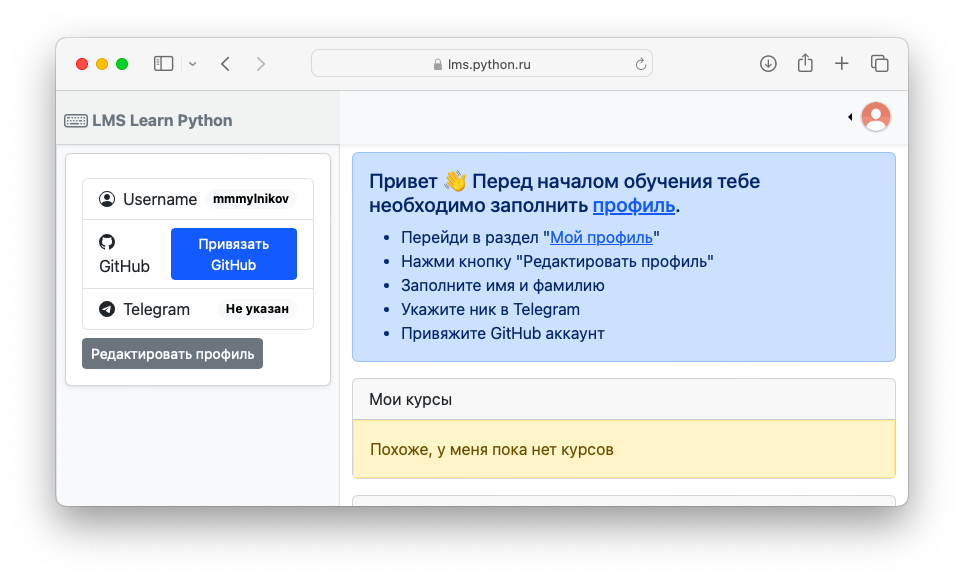 lms.python.ru
LMS Learn Python
Username mmmylnikov
GitHub
Привязать
GitHub
Telegram Не указан
Редактировать профиль
Привет 👋 Перед началом обучения тебе
необходимо заполнить профиль.
• Перейди в раздел "Мой профиль"
• Нажми кнопку "Редактировать профиль"
• Заполните имя и фамилию
• Укажите ник в Telegram
• Привяжите GitHub аккаунт
Мои курсы
Похоже, у меня пока нет курсов